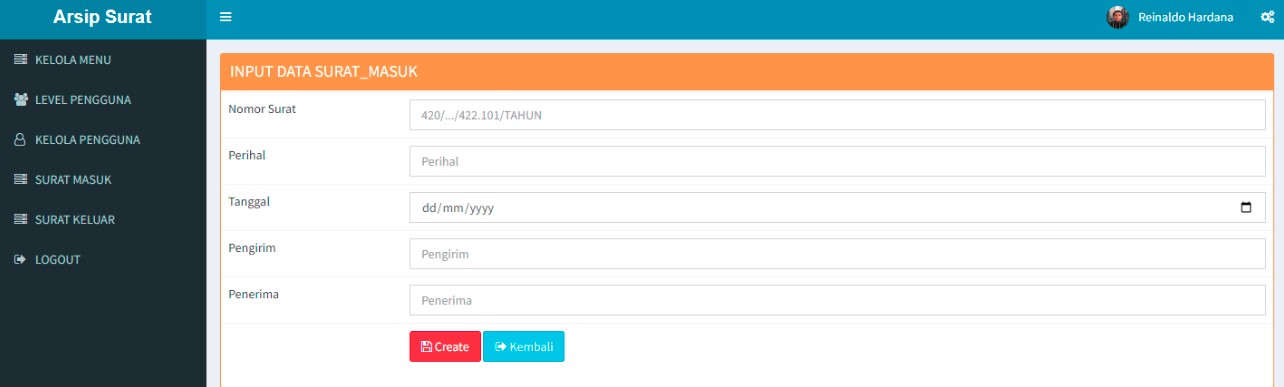 Arsip Surat
Reinaldo Hardana
KELOLA MENU
LEVEL PENGGUNA
KELOLA PENGGUNA
SURAT MASUK
SURAT KELUAR
LOGOUT
INPUT DATA SURAT_MASUK
Nomor Surat
420/.../422.101/TAHUN
Perihal
Perihal
Tanggal
dd/mm/yyyy
Pengirim
Pengirim
Penerima
Penerima
Create
Kembali